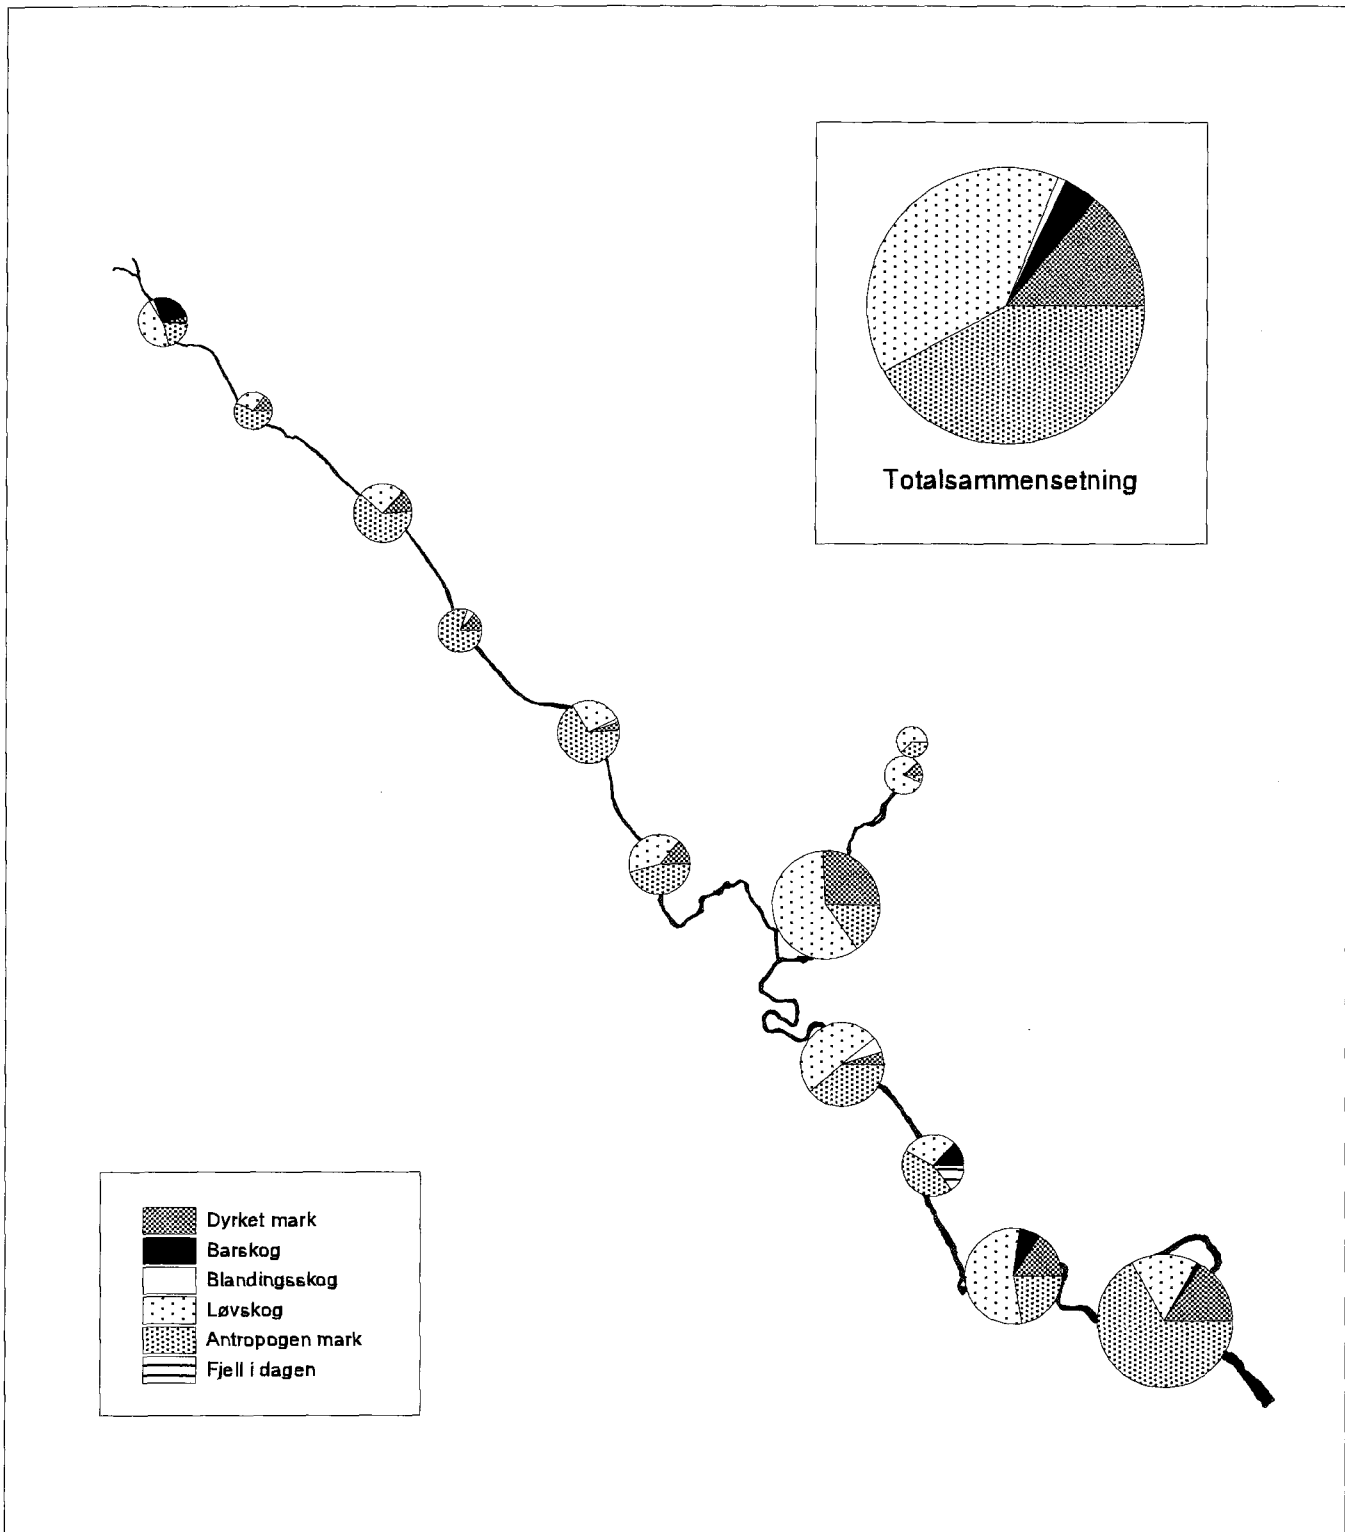 Totalsammensetning
Dyrket mark
Barskog
Blandingsskog
Løvskog
Antropogen mark
Fjell i dagen